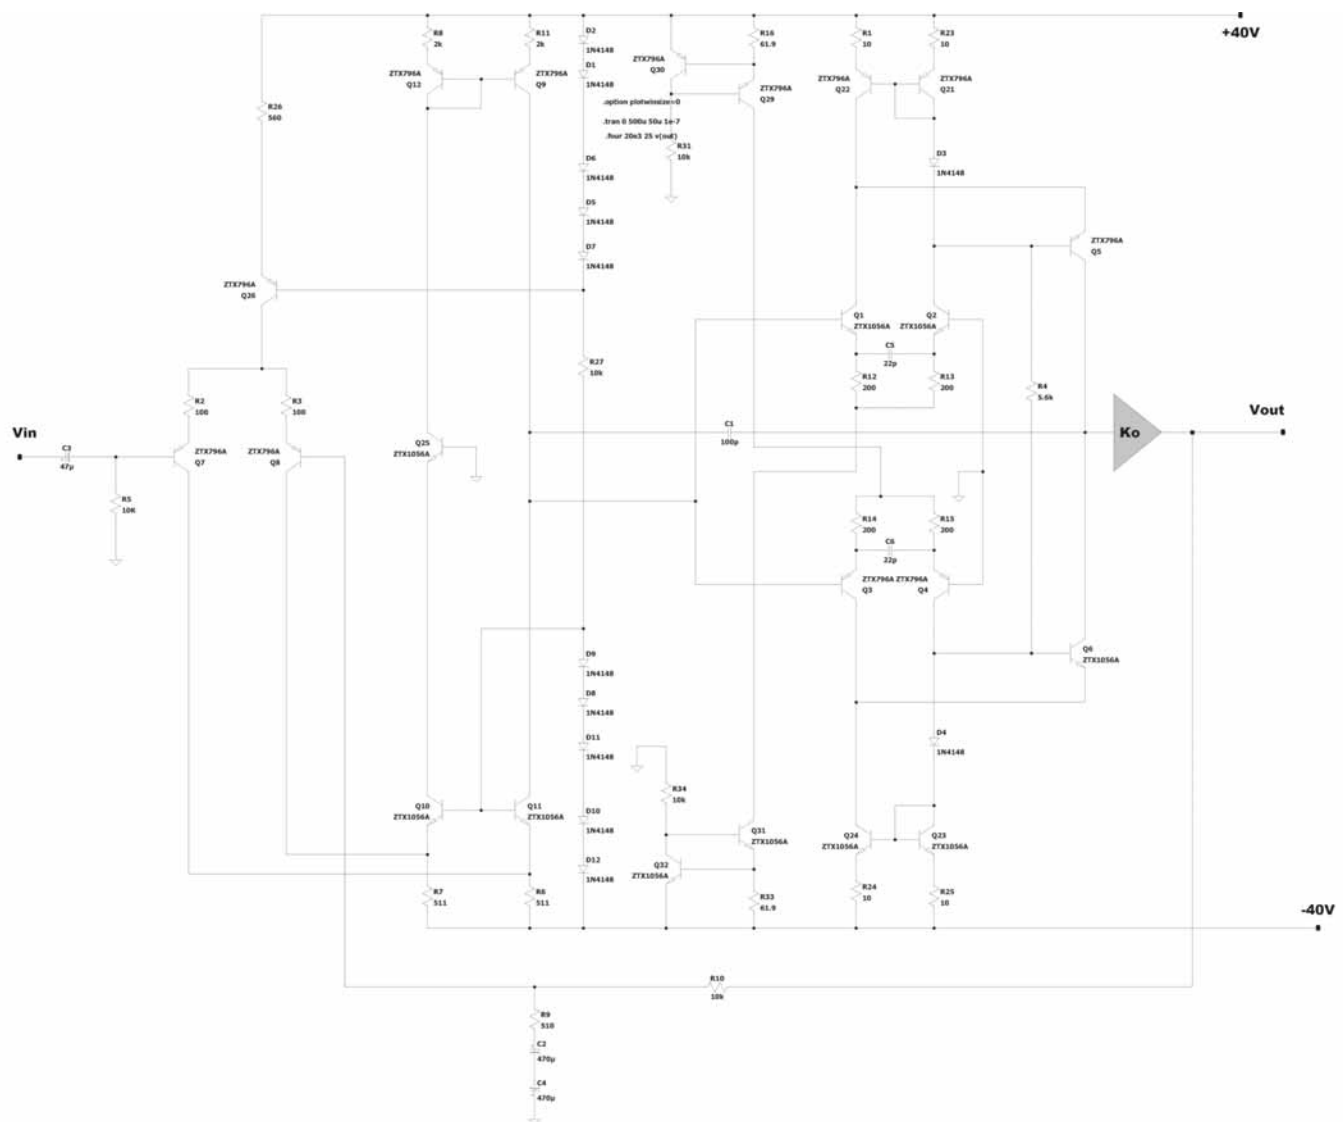 +40V
R8
2k
R11
2k
D2
1N4148
D1
1N4148
ZTX796A
Q12
ZTX796A
Q9
ZTX796A
Q30
R16
61.9
ZTX796A
Q29
R1
10
R23
10
ZTX796A
Q22
ZTX796A
Q21
R26
560
.option plotwinsize=0
.tran 0 500u 50u 1e-7
.four 20e3 25 v(out)
R31
10k
D6
1N4148
D5
1N4148
D7
1N4148
D3
1N4148
ZTX796A
Q5
ZTX796A
Q26
Q1
ZTX1056A
Q2
ZTX1056A
C5
22p
R27
10k
R12
200
R13
200
R4
5.6k
R2
100
R3
100
Vin
C3
47µ
ZTX796A
Q7
ZTX796A
Q8
Q25
ZTX1056A
C1
100p
Ko
Vout
R5
10K
R14
200
R15
200
C6
22p
ZTX796A
Q3
ZTX796A
Q4
D9
1N4148
D8
1N4148
D11
1N4148
Q6
ZTX1056A
D4
1N4148
R34
10k
Q10
ZTX1056A
Q11
ZTX1056A
D10
1N4148
D12
1N4148
Q31
ZTX1056A
Q32
ZTX1056A
Q24
ZTX1056A
Q23
ZTX1056A
R7
511
R6
511
R33
61.9
R24
10
R25
10
-40V
R10
10k
R9
510
C2
470µ
C4
470µ